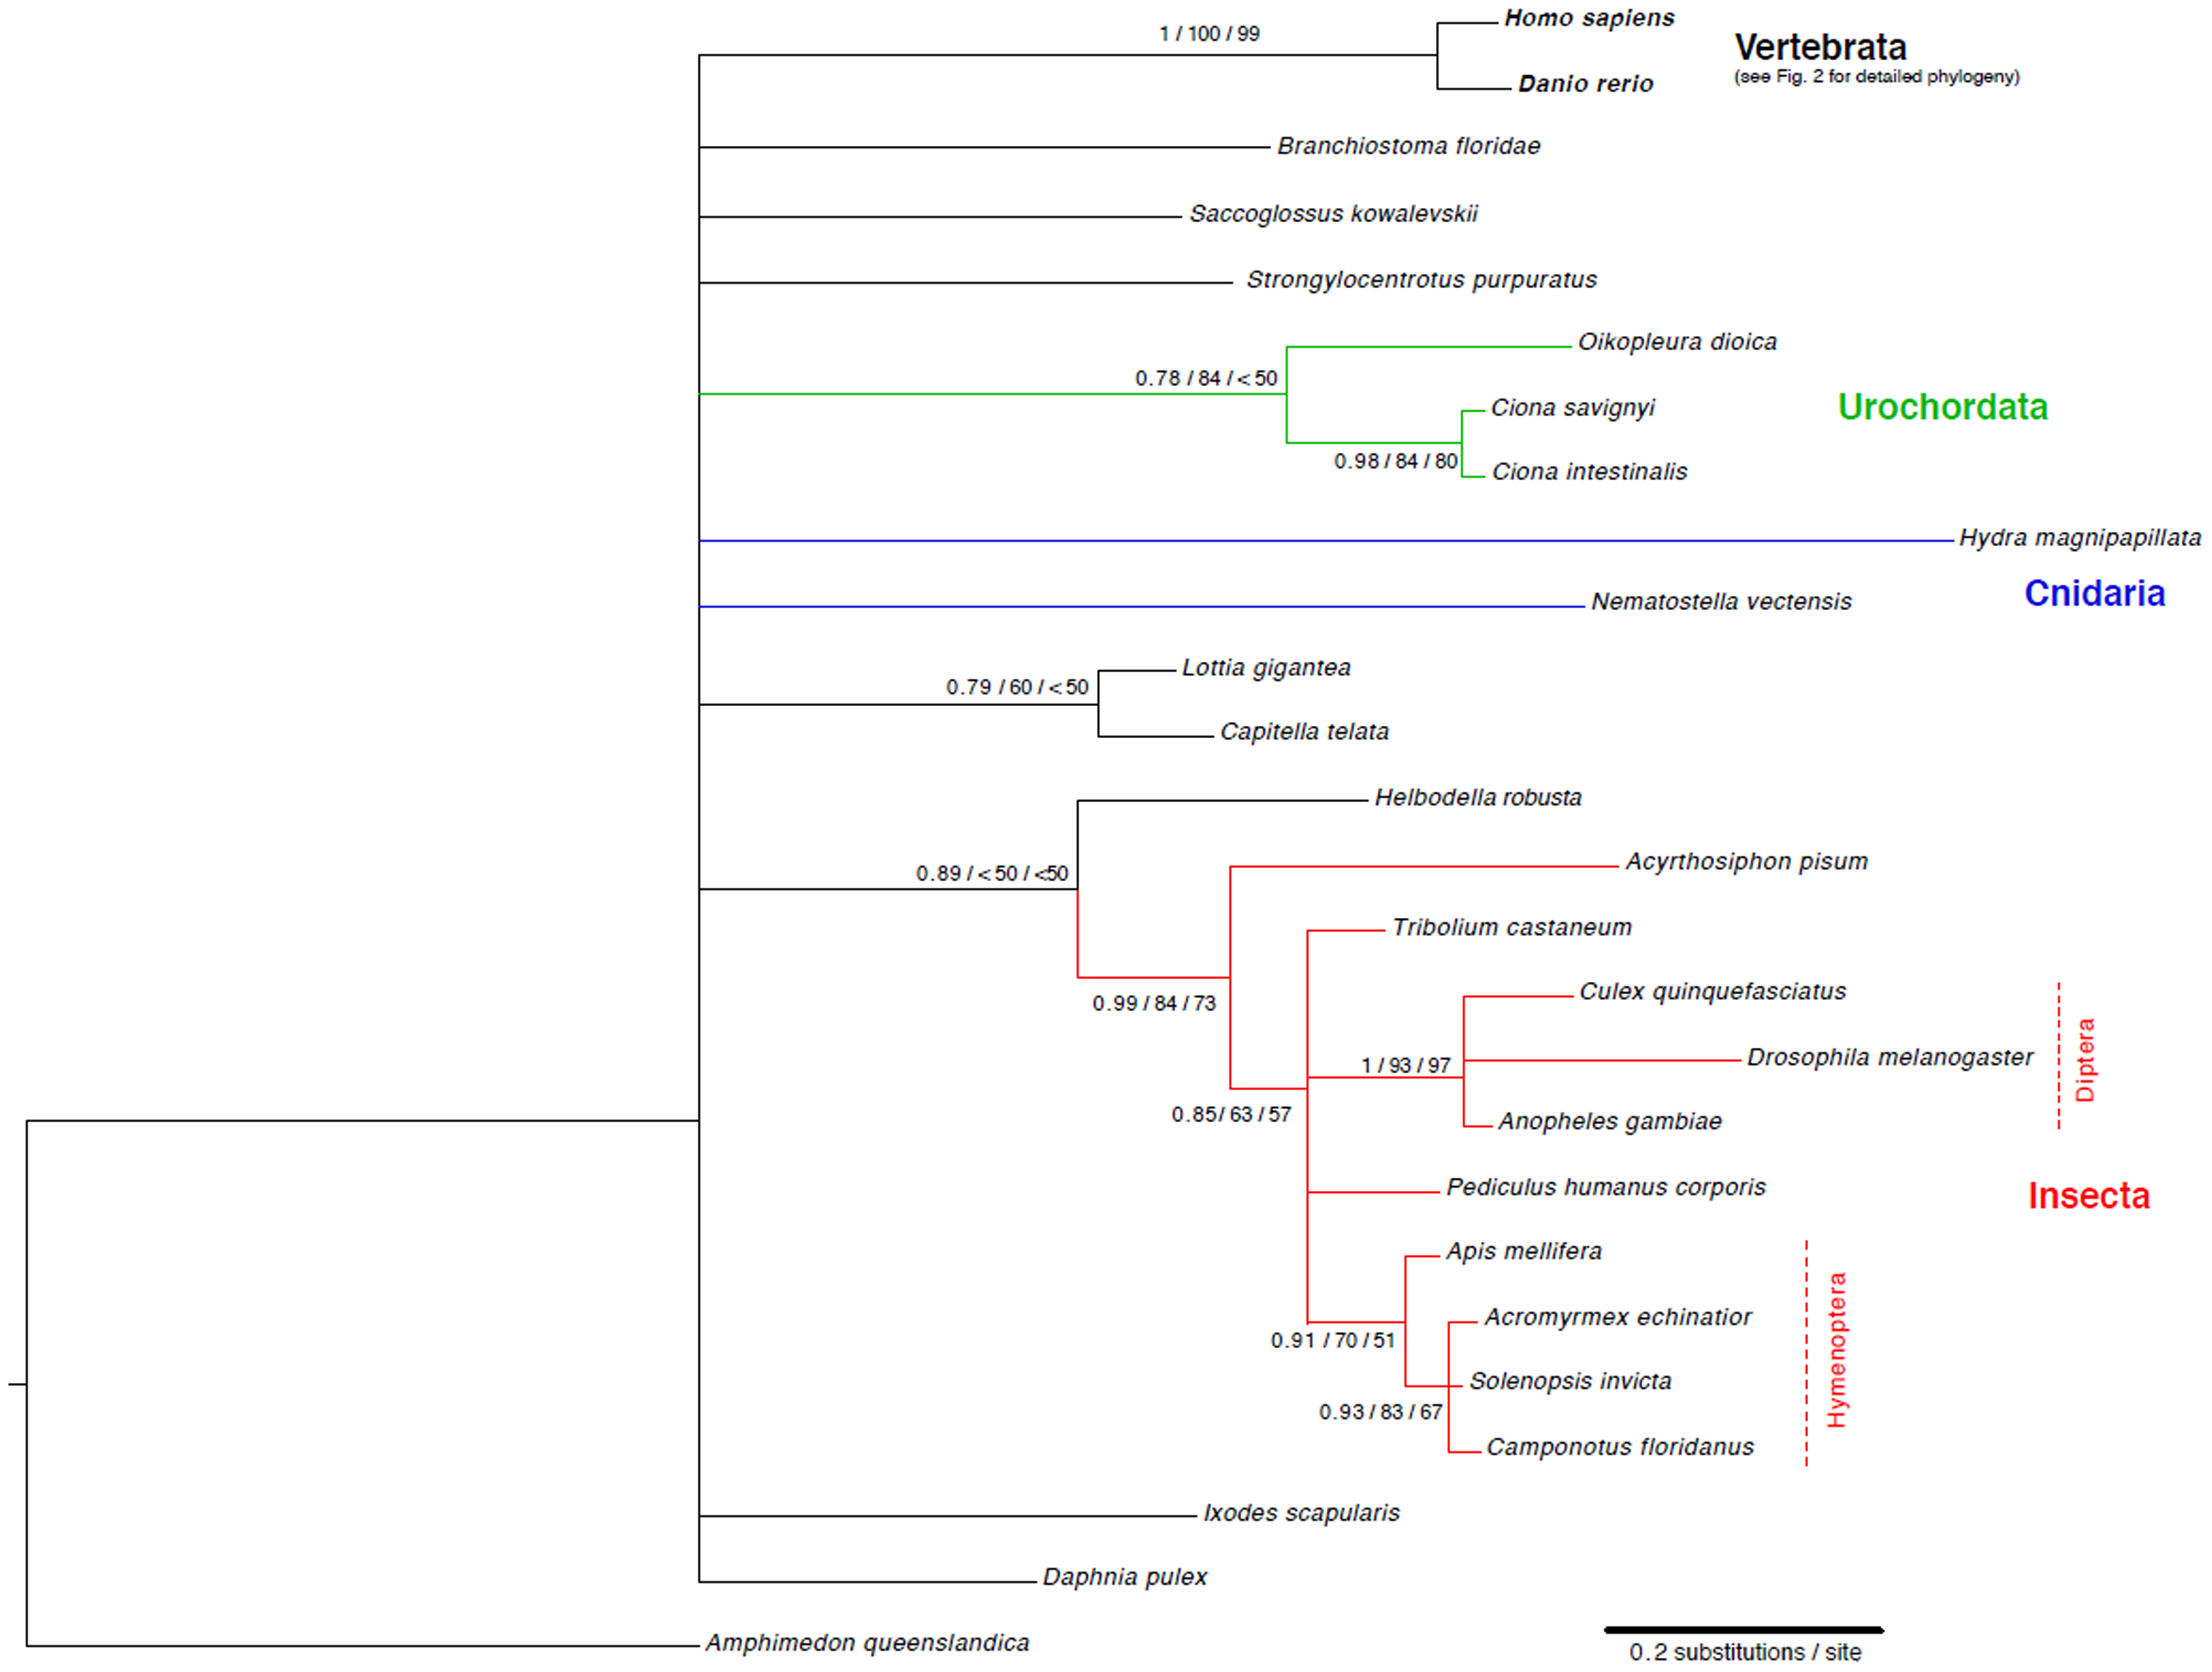 Homo sapiens
1 / 100 / 99
Vertebrata
(see Fig. 2 for detailed phylogeny)
Danio rerio
Branchiostoma floridae
Saccoglossus kowalevskii
Strongylocentrotus purpuratus
Oikopleura dioica
0.78 / 84 / < 50
Ciona savignyi
Urochordata
0.98 / 84 / 80
Ciona intestinalis
Hydra magnipapillata
Cnidaria
Nematostella vectensis
Lottia gigantea
0.79 / 60 / < 50
Capitella telata
Helbodella robusta
0.89 / < 50 / <50
Acyrthosiphon pisum
Tribolium castaneum
0.99 / 84 / 73
Culex quinquefasciatus
Drosophila melanogaster
Diptera
1 / 93 / 97
0.85/ 63 / 57
Anopheles gambiae
Pediculus humanus corporis
Insecta
Apis mellifera
Acromyrmex echinatior
Hymenoptera
0.91 / 70 / 51
Solenopsis invicta
0.93 / 83 / 67
Camponotus floridanus
Ixodes scapularis
Daphnia pulex
Amphimedon queenslandica
0.2 substitutions / site